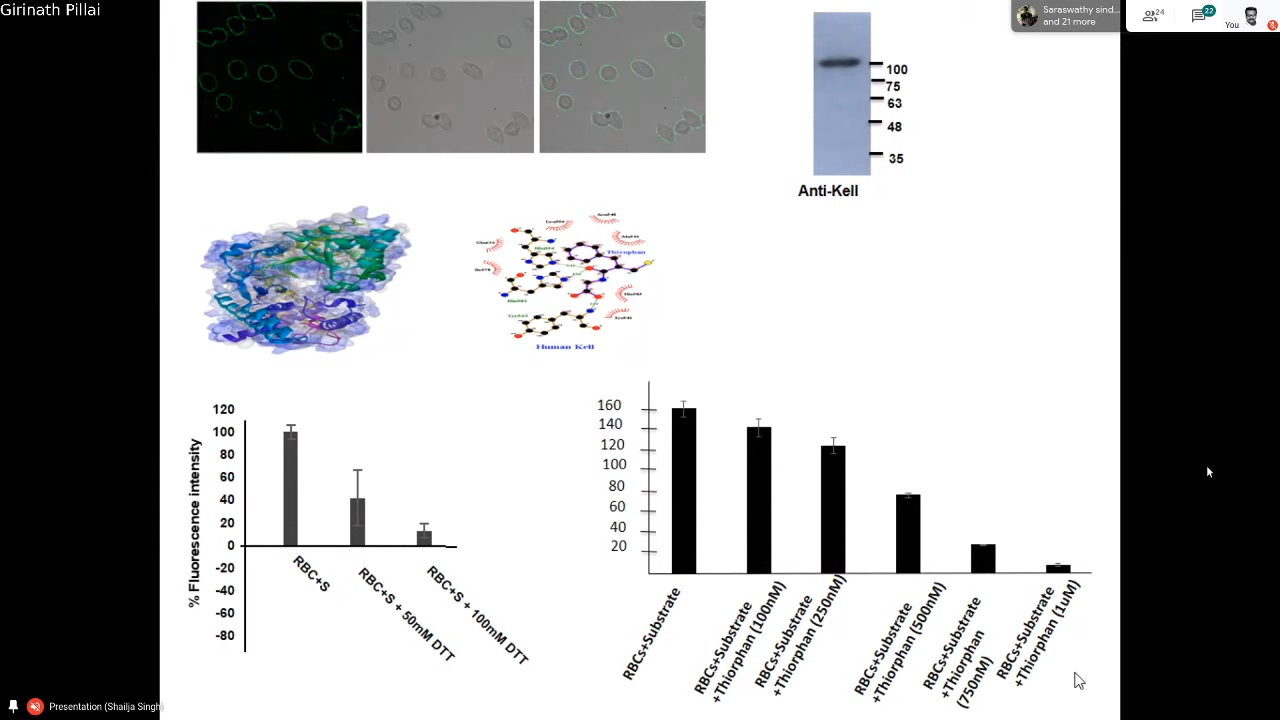 Girinath Pillai
Saraswathy sind...
and 21 more
24
22
You
100
75
63
48
35
Anti-Kell
Thiorphan
Human Kell
120
100
80
60
40
20
0
-20
-40
-60
-80
% Fluorescence intensity
RBC+S
RBC+S + 50mM DTT
RBC+S + 100mM DTT
160
140
120
100
80
60
40
20
RBCs+Substrate
RBCs+Substrate
+Thiorphan (100nM)
RBCs+Substrate
+Thiorphan (250nM)
RBCs+Substrate
+Thiorphan (500nM)
RBCs+Substrate
+Thiorphan
(750nM)
RBCs+Substrate
+Thiorphan (1uM)
Presentation (Shailja Singh